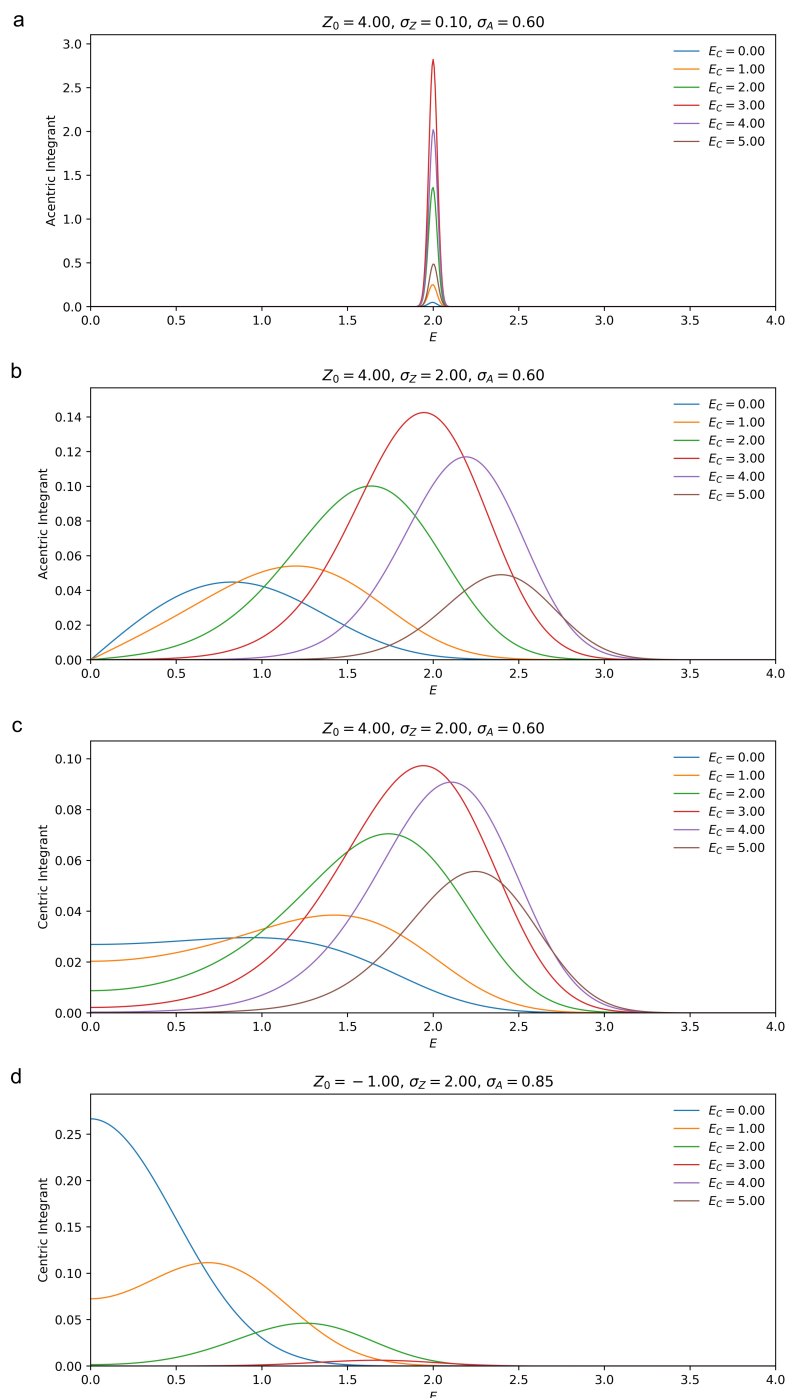 a
Z₀ = 4.00, σ_Z = 0.10, σ_A = 0.60
3.0
2.5
2.0
1.5
1.0
0.5
0.0
Acentric Integrant
E_C = 0.00
E_C = 1.00
E_C = 2.00
E_C = 3.00
E_C = 4.00
E_C = 5.00
0.0 0.5 1.0 1.5 2.0 2.5 3.0 3.5 4.0
E
b
Z₀ = 4.00, σ_Z = 2.00, σ_A = 0.60
0.14
0.12
0.10
0.08
0.06
0.04
0.02
0.00
Acentric Integrant
E_C = 0.00
E_C = 1.00
E_C = 2.00
E_C = 3.00
E_C = 4.00
E_C = 5.00
0.0 0.5 1.0 1.5 2.0 2.5 3.0 3.5 4.0
E
c
Z₀ = 4.00, σ_Z = 2.00, σ_A = 0.60
0.10
0.08
0.06
0.04
0.02
0.00
Centric Integrant
E_C = 0.00
E_C = 1.00
E_C = 2.00
E_C = 3.00
E_C = 4.00
E_C = 5.00
0.0 0.5 1.0 1.5 2.0 2.5 3.0 3.5 4.0
E
d
Z₀ = −1.00, σ_Z = 2.00, σ_A = 0.85
0.25
0.20
0.15
0.10
0.05
0.00
Centric Integrant
E_C = 0.00
E_C = 1.00
E_C = 2.00
E_C = 3.00
E_C = 4.00
E_C = 5.00
0.0 0.5 1.0 1.5 2.0 2.5 3.0 3.5 4.0
E